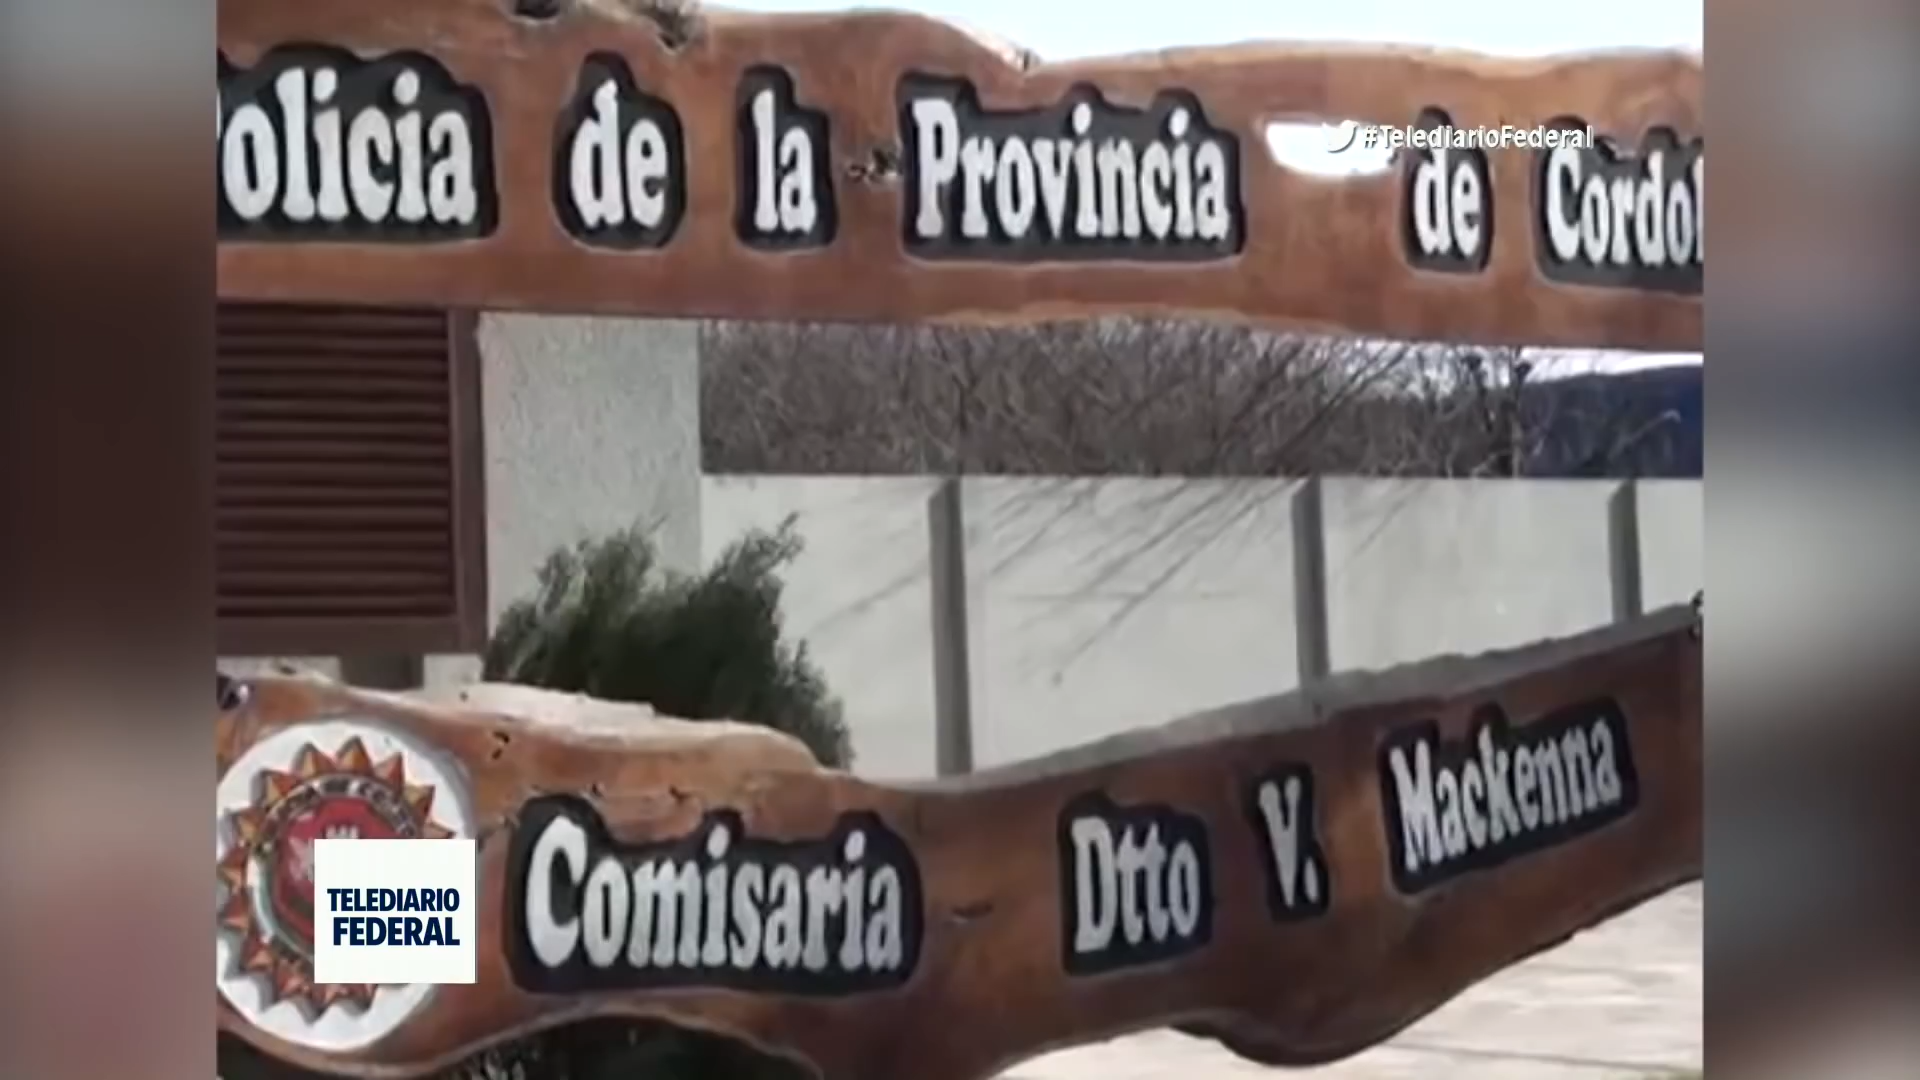 olicia de la Provincia de Cordo
#TelediarioFederal
Comisaria Dtto V. Mackenna
TELEDIARIO
FEDERAL